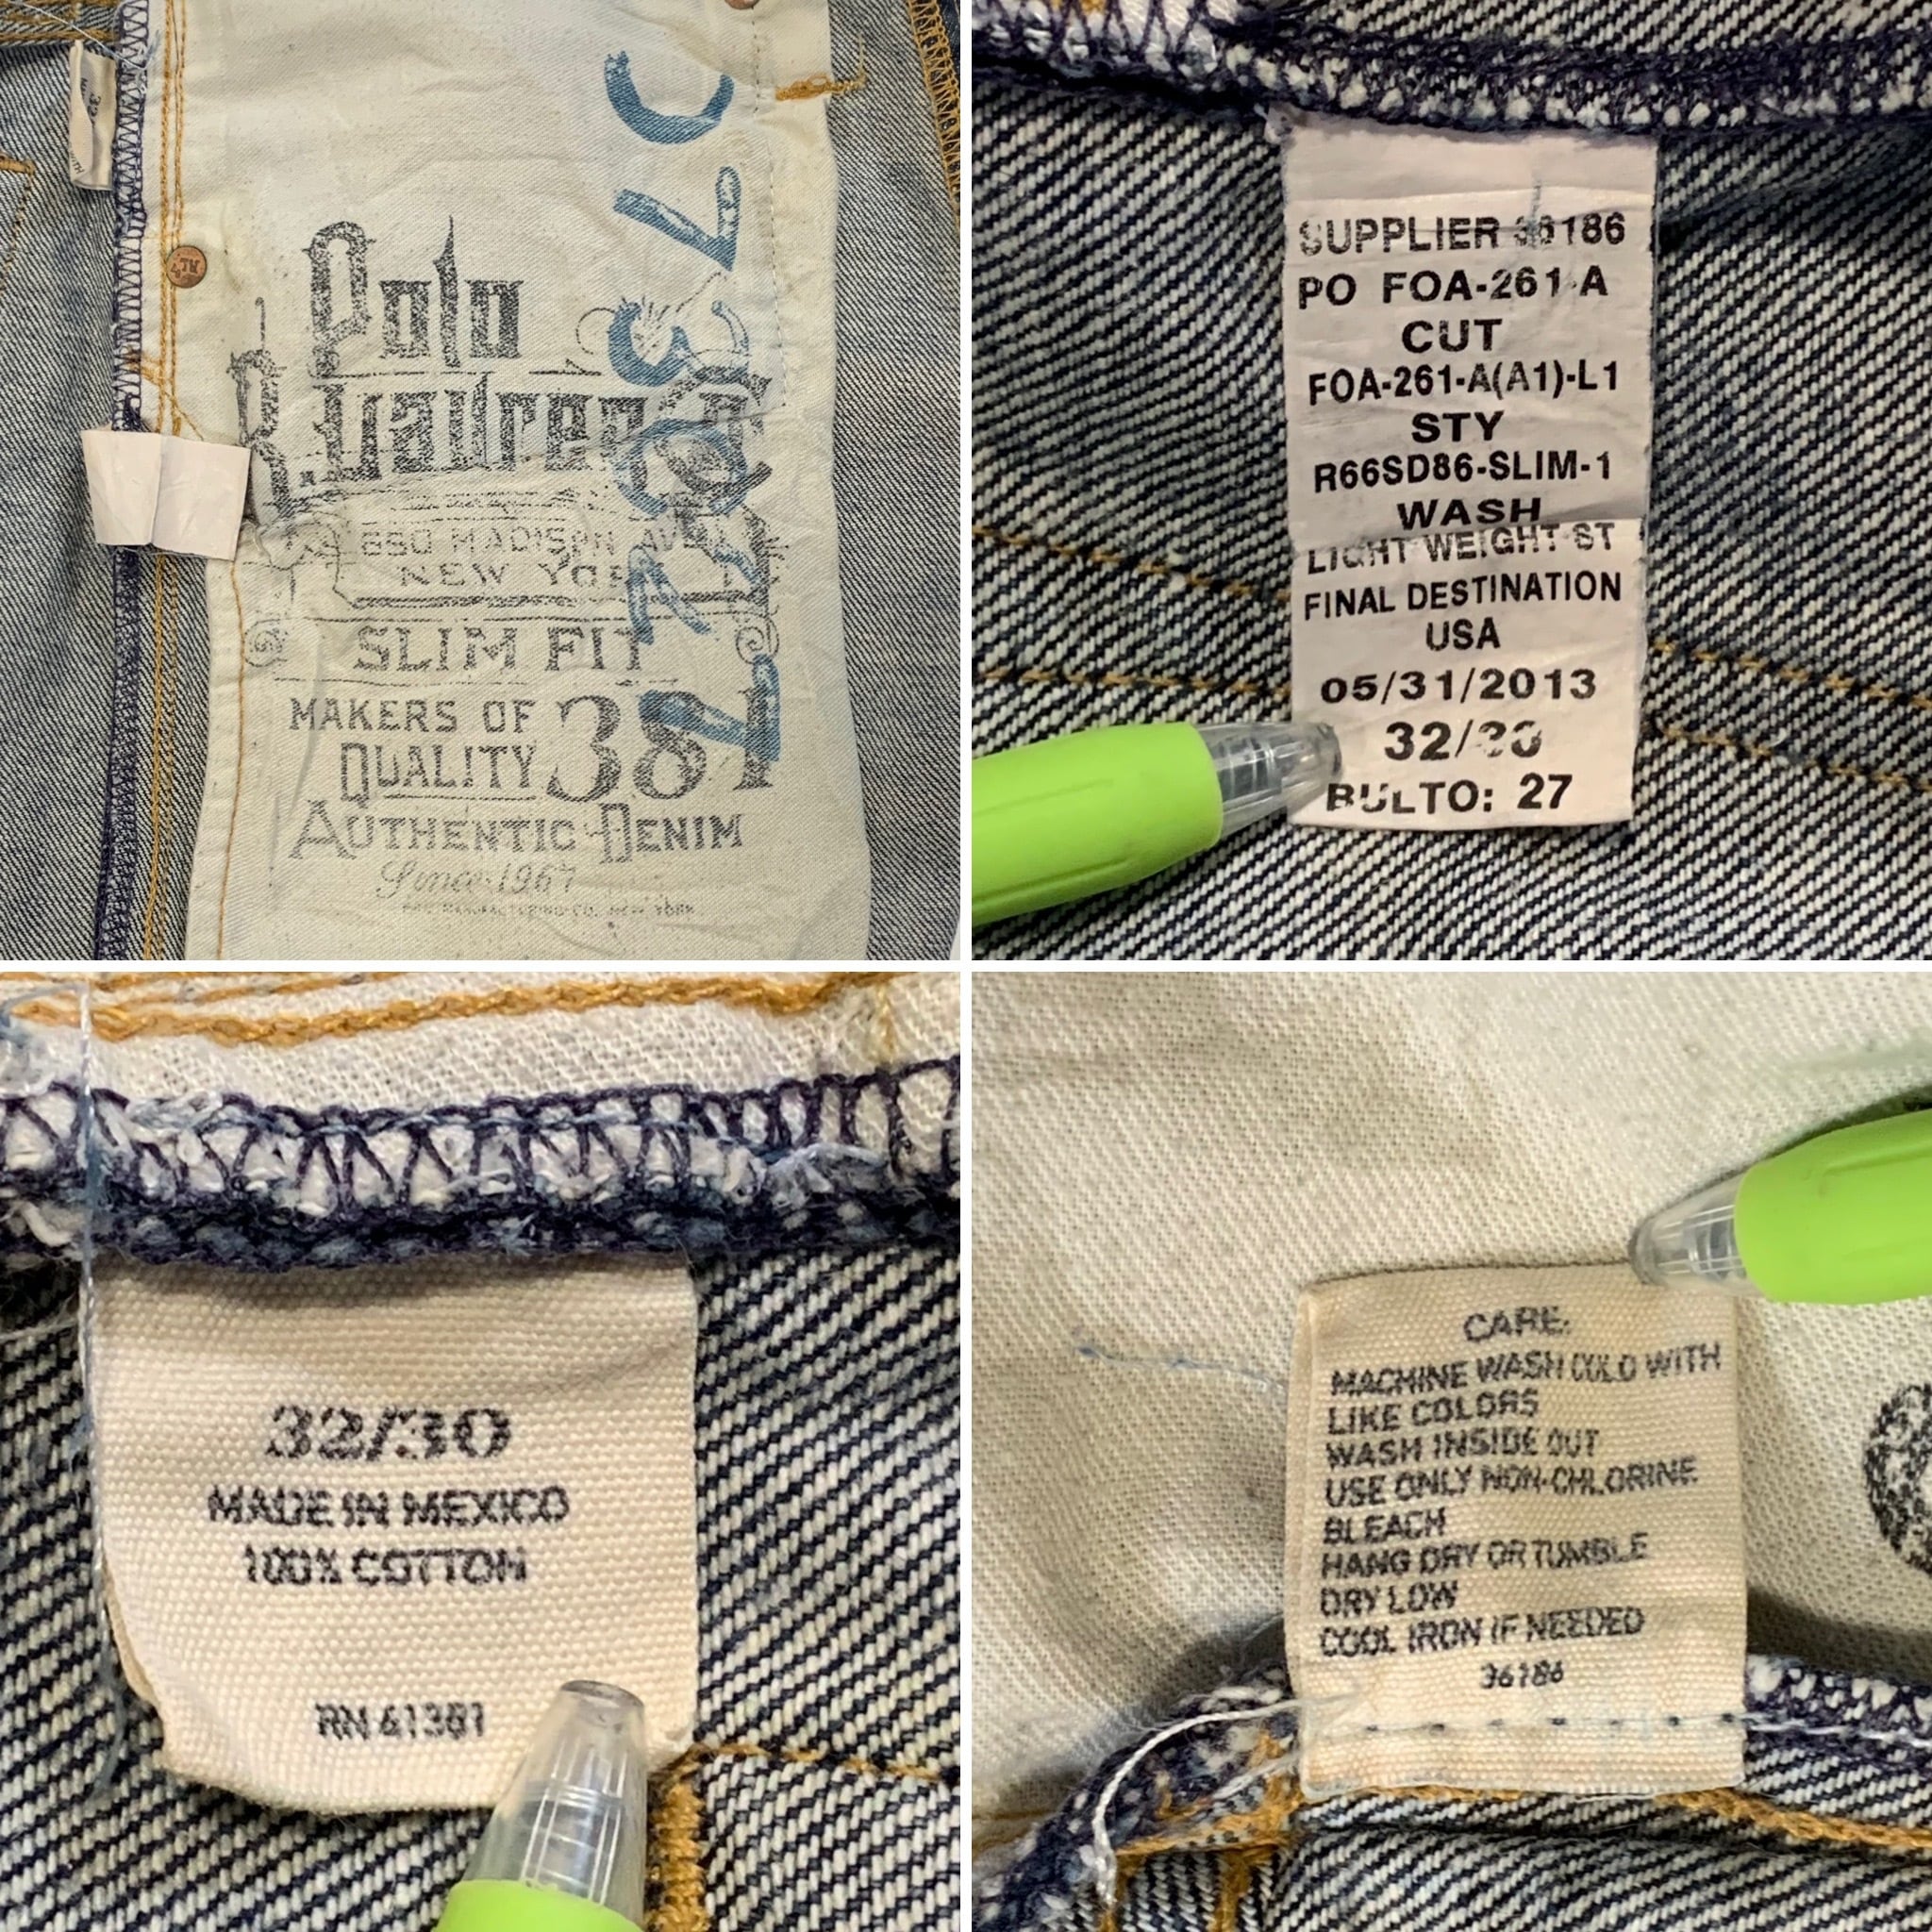 Polo
R. Lauren
650 MADISON AVE
NEW YORK
SLIM FIT
MAKERS OF
QUALITY 381
AUTHENTIC DENIM
Since 1967
SUPPLIER 36186
PO FOA-261-A
CUT
FOA-261-A(A1)-L1
STY
R66SD86-SLIM-1
WASH
LIGHT WEIGHT ST
FINAL DESTINATION
USA
05/31/2013
32/30
BULTO: 27
32/30
MADE IN MEXICO
100% COTTON
RN 41381
CARE:
MACHINE WASH COLD WITH
LIKE COLORS
WASH INSIDE OUT
USE ONLY NON-CHLORINE
BLEACH
HANG DRY OR TUMBLE
DRY LOW
COOL IRON IF NEEDED
36186